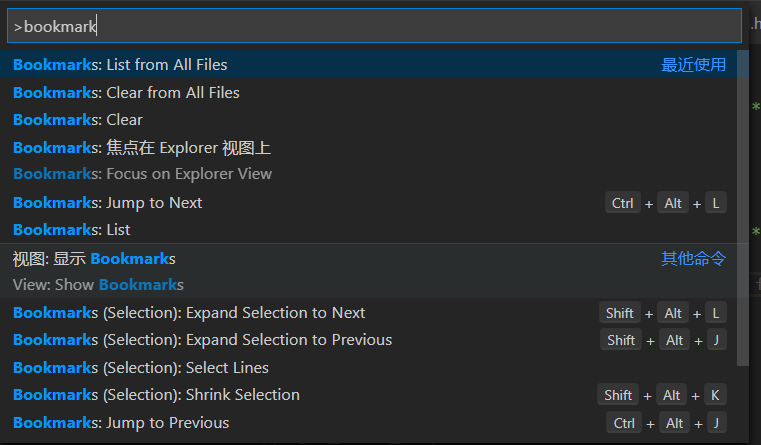 >bookmark
Bookmarks: List from All Files 最近使用
Bookmarks: Clear from All Files
Bookmarks: Clear
Bookmarks: 焦点在 Explorer 视图上
Bookmarks: Focus on Explorer View
Bookmarks: Jump to Next Ctrl + Alt + L
Bookmarks: List
视图: 显示 Bookmarks 其他命令
View: Show Bookmarks
Bookmarks (Selection): Expand Selection to Next Shift + Alt + L
Bookmarks (Selection): Expand Selection to Previous Shift + Alt + J
Bookmarks (Selection): Select Lines
Bookmarks (Selection): Shrink Selection Shift + Alt + K
Bookmarks: Jump to Previous Ctrl + Alt + J